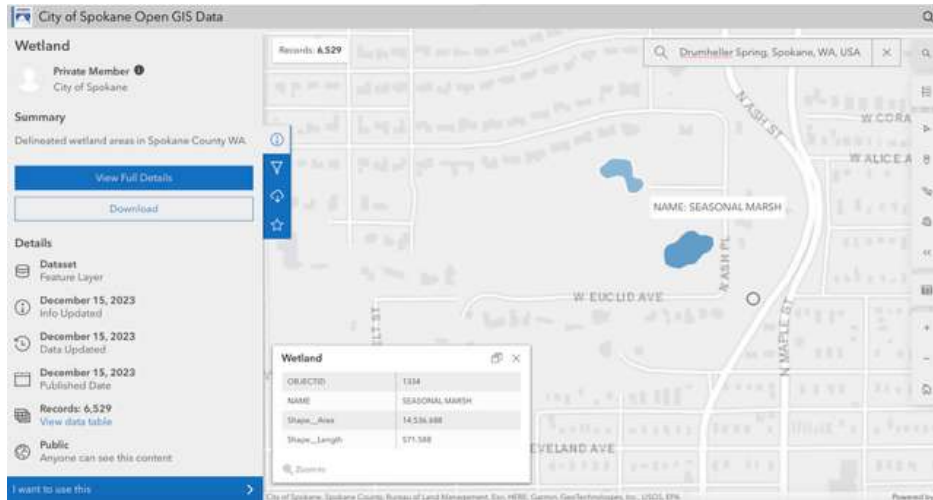 City of Spokane Open GIS Data
Wetland
Private Member
City of Spokane
Summary
Delineated wetland areas in Spokane County WA
View Full Details
Download
Details
Dataset
Feature Layer
December 15, 2023
Info Updated
December 15, 2023
Data Updated
December 15, 2023
Published Date
Records: 6,529
View data table
Public
Anyone can see this content
I want to use this
Records: 6,529
Drumheller Spring, Spokane, WA, USA
N ASH ST
W CORA
W ALICE A
NAME: SEASONAL MARSH
N ASH PL
W EUCLID AVE
N MAPLE ST
Wetland
OBJECTID 1334
NAME SEASONAL MARSH
Shape__Area 14,536.688
Shape__Length 571.588
Zoom to
EVELAND AVE
City of Spokane, Spokane County, Bureau of Land Management, Esri, HERE, Garmin, GeoTechnologies, Inc., USGS, EPA
Powered by